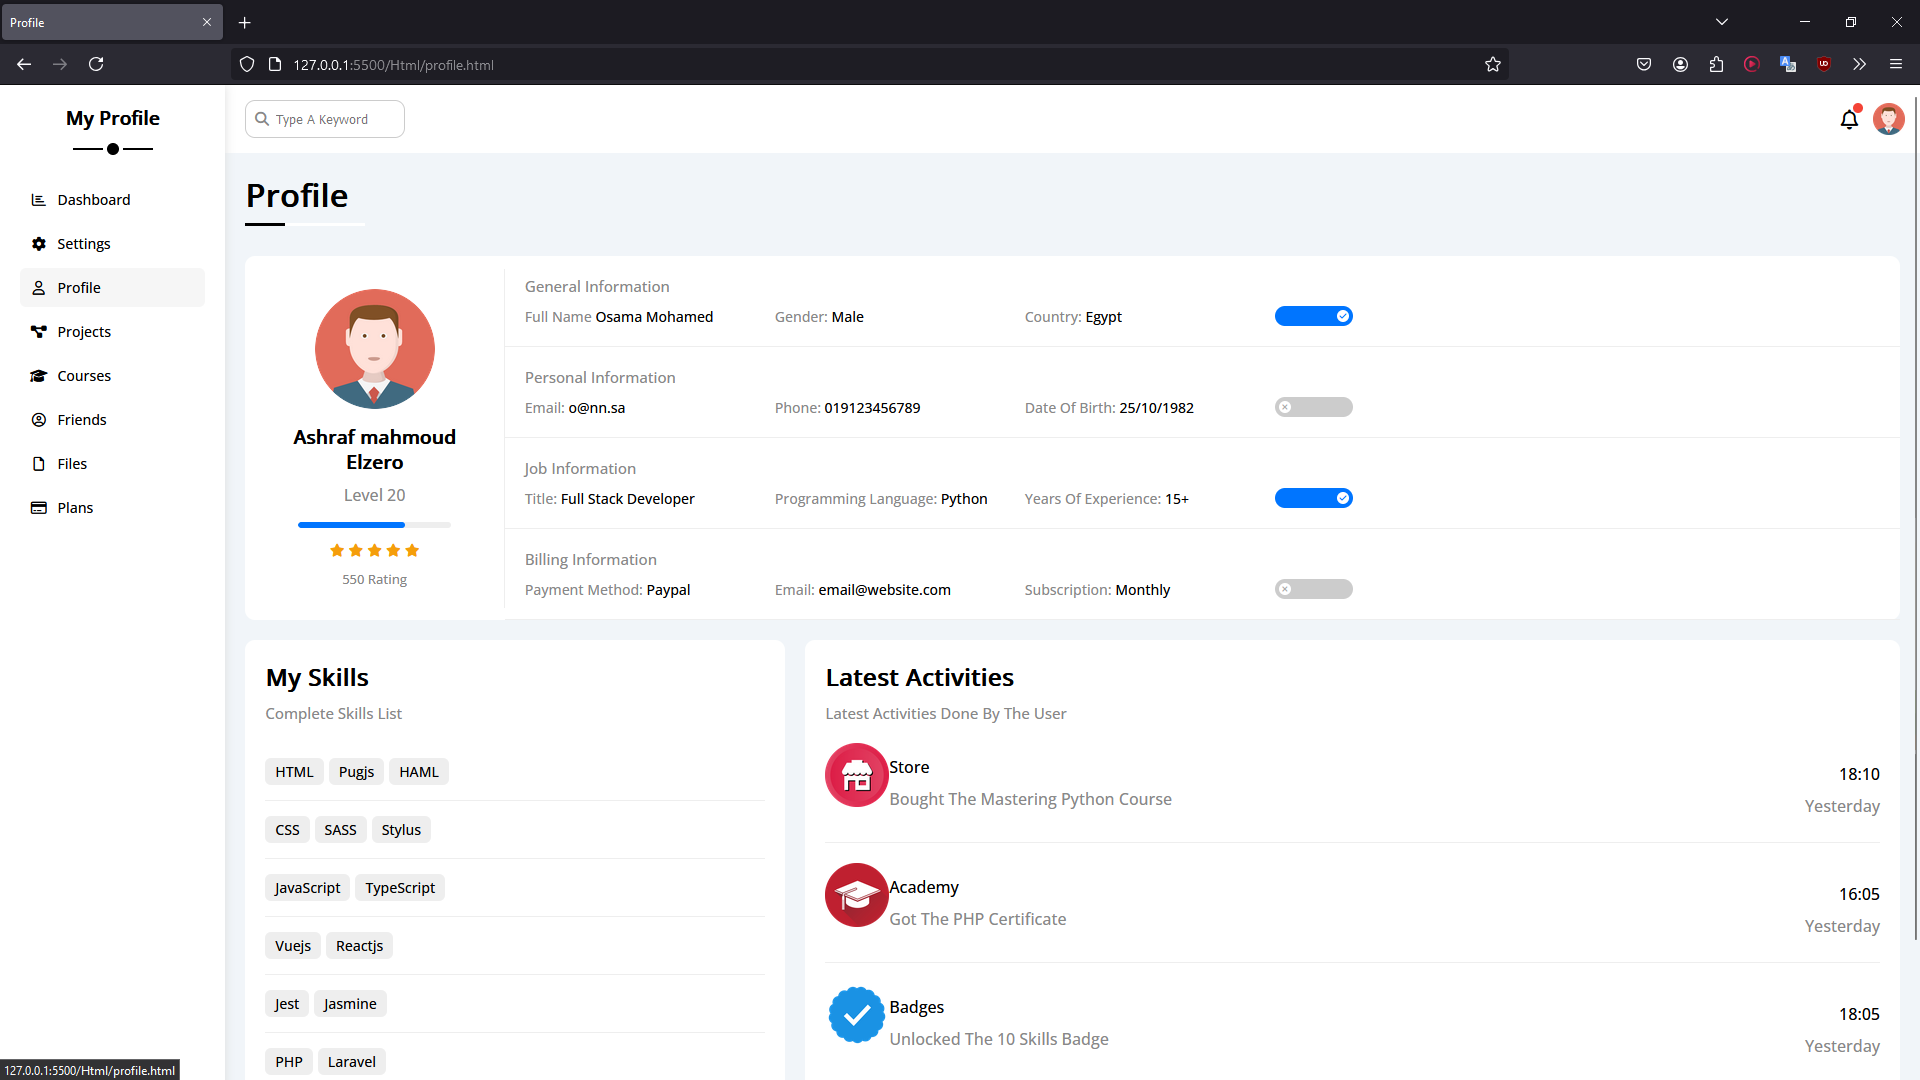 Profile
127.0.0.1:5500/Html/profile.html
My Profile
Dashboard
Settings
Profile
Projects
Courses
Friends
Files
Plans
Type A Keyword
Profile
Ashraf mahmoud
Elzero
Level 20
550 Rating
General Information
Full Name Osama Mohamed Gender: Male Country: Egypt
Personal Information
Email: o@nn.sa Phone: 019123456789 Date Of Birth: 25/10/1982
Job Information
Title: Full Stack Developer Programming Language: Python Years Of Experience: 15+
Billing Information
Payment Method: Paypal Email: email@website.com Subscription: Monthly
My Skills
Complete Skills List
HTML Pugjs HAML
CSS SASS Stylus
JavaScript TypeScript
Vuejs Reactjs
Jest Jasmine
PHP Laravel
Latest Activities
Latest Activities Done By The User
Store 18:10
Bought The Mastering Python Course Yesterday
Academy 16:05
Got The PHP Certificate Yesterday
Badges 18:05
Unlocked The 10 Skills Badge Yesterday
127.0.0.1:5500/Html/profile.html